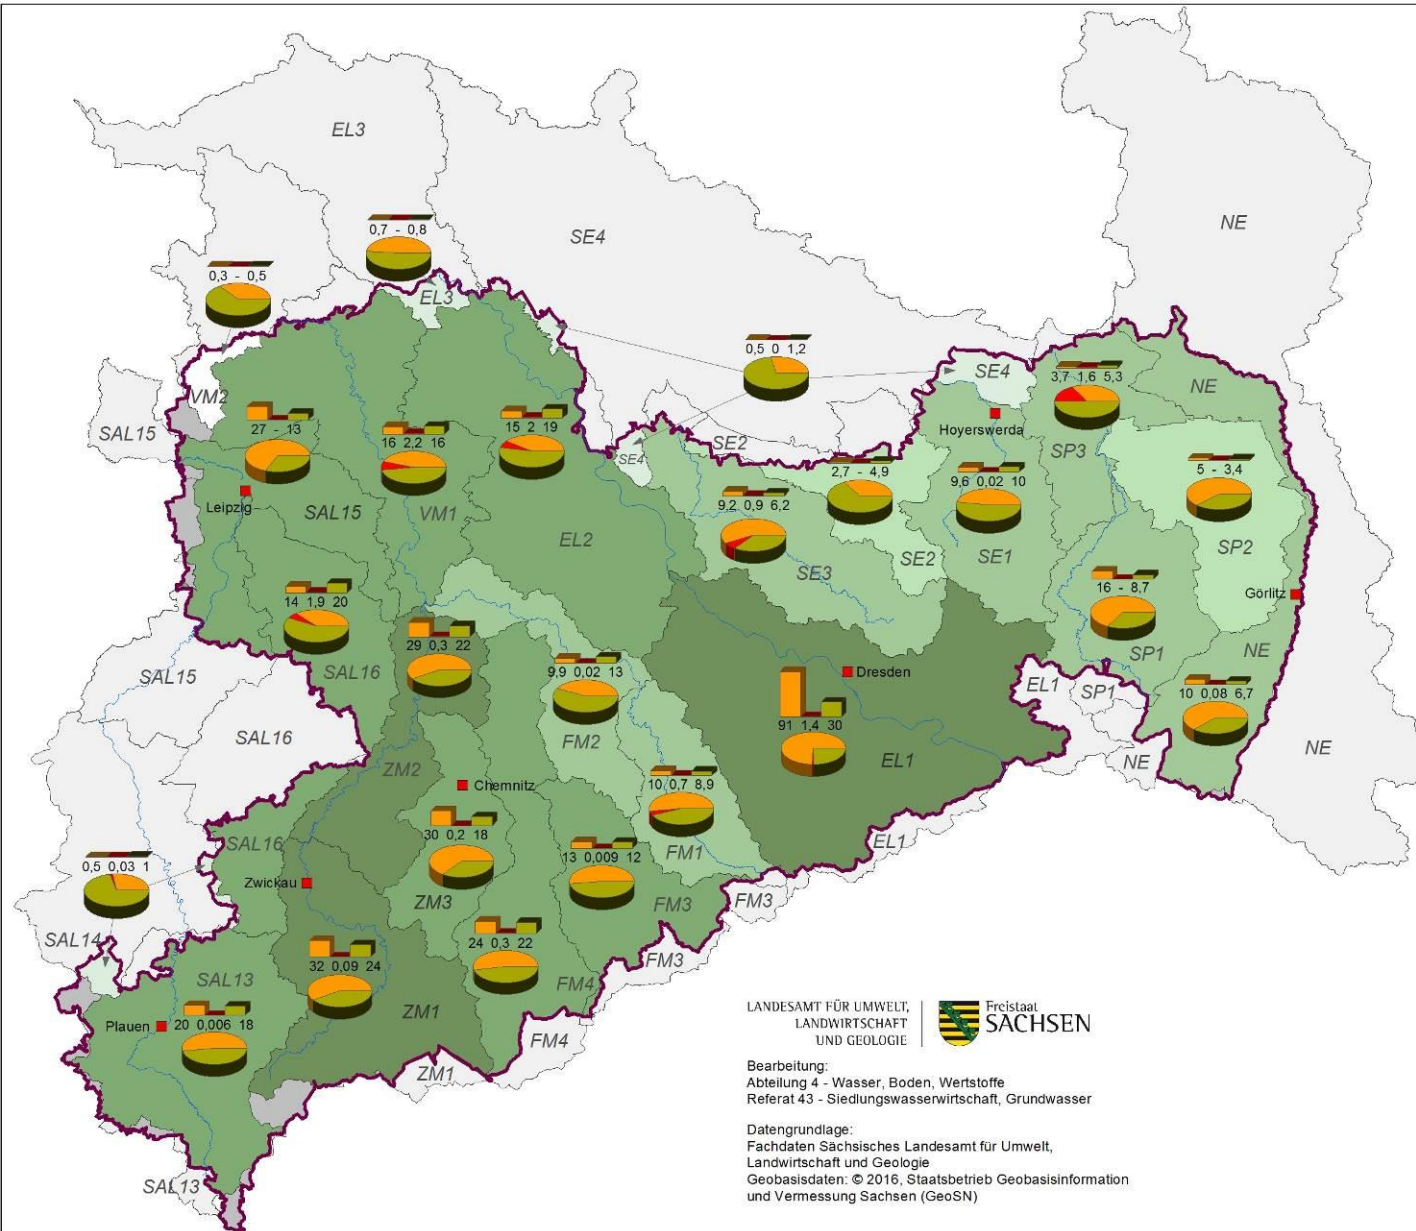 EL3
NE
SE4
0,7 - 0,8
0,3 - 0,5
EL3
0,5 0 1,2
SE4
3,7 1,6 5,3
NE
VM2
SAL15
27 - 13
16 2,2 16
15 2 19
SE2
Hoyerswerda
SP3
SE4
2,7 - 4,9
9,6 0,02 10
5 - 3,4
Leipzig
SAL15
VM1
EL2
9,2 0,9 6,2
SE3
SE2
SE1
SP2
14 1,9 20
16 - 8,7
Görlitz
29 0,3 22
SAL16
9,9 0,02 13
SP1
NE
SAL15
Dresden
EL1
SP1
10 0,08 6,7
SAL16
91 1,4 30
FM2
EL1
NE
NE
ZM2
Chemnitz
10 0,7 8,9
30 0,2 18
13 0,009 12
FM1
EL1
SAL16
0,5 0,03 1
Zwickau
ZM3
FM3
FM3
24 0,3 22
SAL14
32 0,09 24
SAL13
FM3
FM4
ZM1
20 0,006 18
Plauen
FM4
ZM1
SAL13
LANDESAMT FÜR UMWELT,
LANDWIRTSCHAFT
UND GEOLOGIE
Freistaat
SACHSEN
Bearbeitung:
Abteilung 4 - Wasser, Boden, Wertstoffe
Referat 43 - Siedlungswasserwirtschaft, Grundwasser
Datengrundlage:
Fachdaten Sächsisches Landesamt für Umwelt,
Landwirtschaft und Geologie
Geobasisdaten: © 2016, Staatsbetrieb Geobasisinformation
und Vermessung Sachsen (GeoSN)